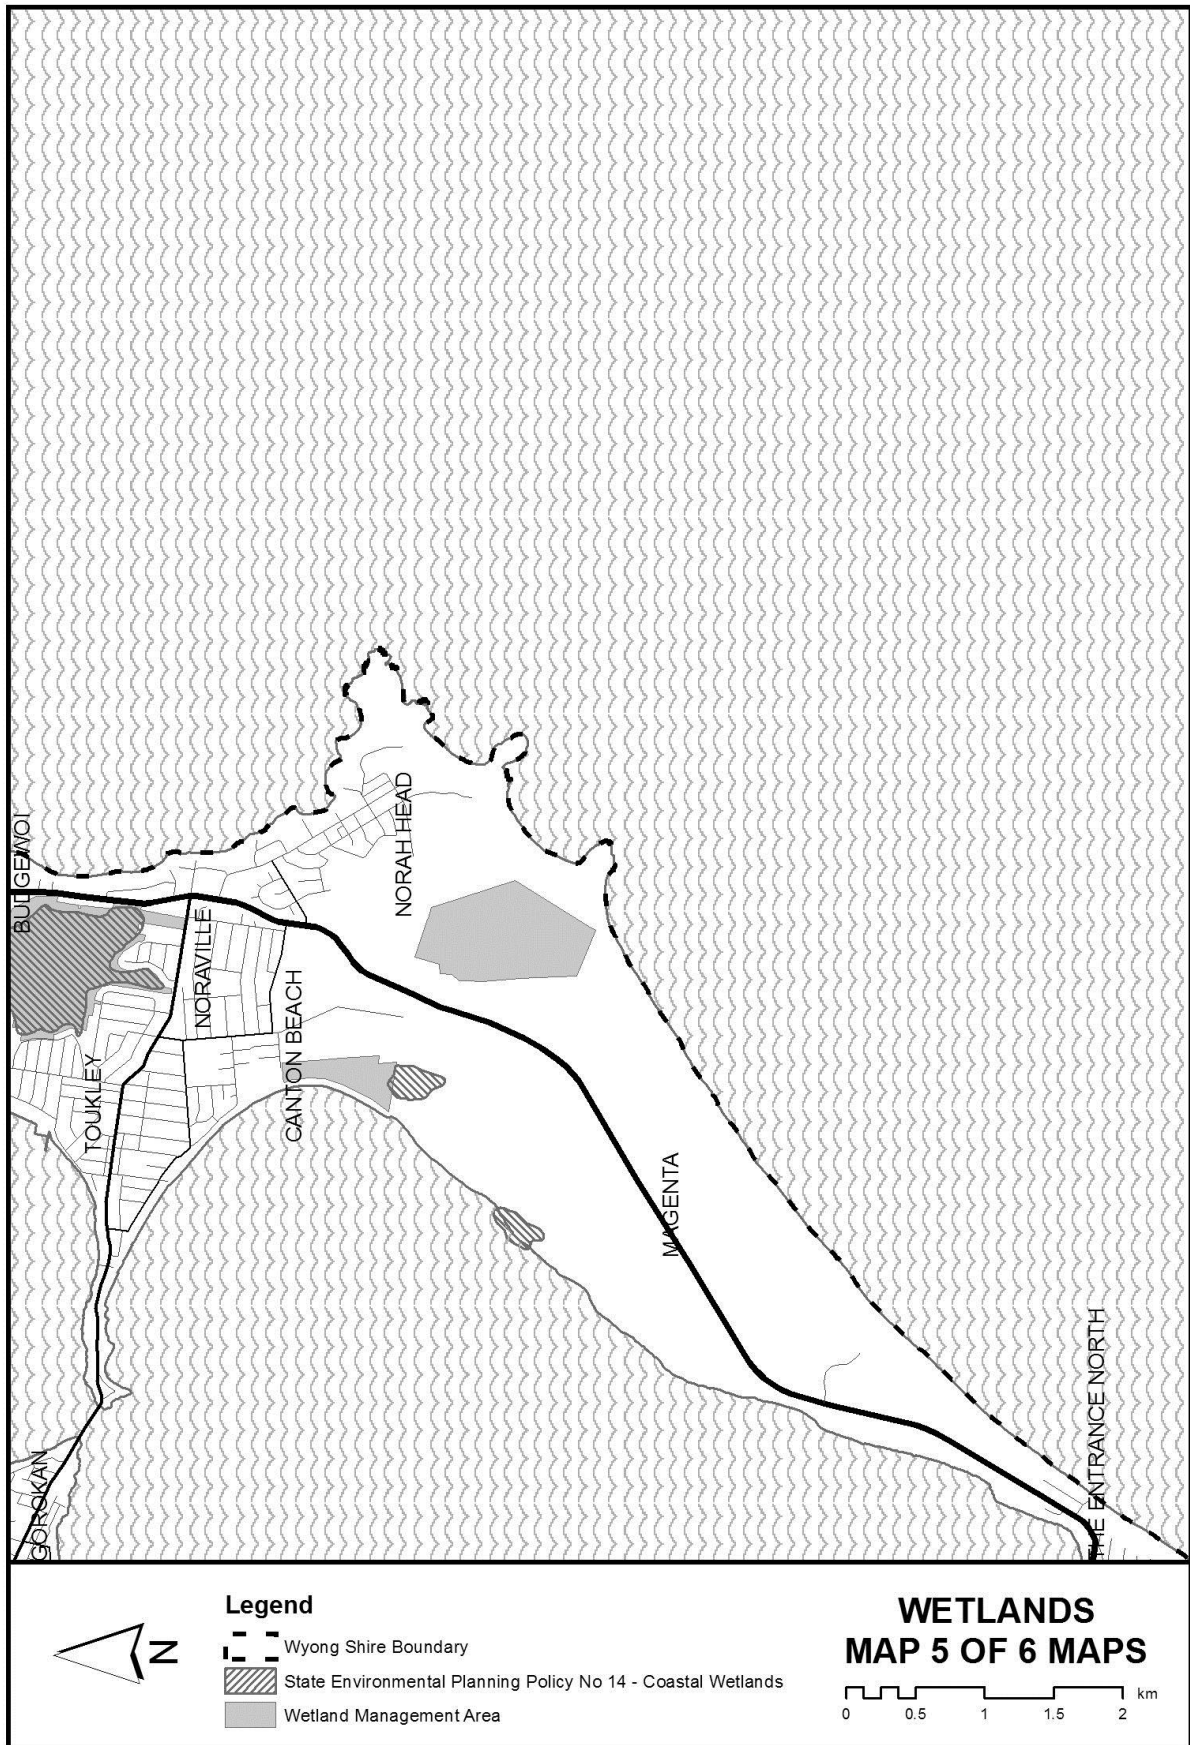 BUDGEWOI
NORAH HEAD
NORAVILLE
CANTON BEACH
TOUKLEY
MAGENTA
THE ENTRANCE NORTH
GOROKAN
N
Legend
Wyong Shire Boundary
State Environmental Planning Policy No 14 - Coastal Wetlands
Wetland Management Area
WETLANDS
MAP 5 OF 6 MAPS
km
0 0.5 1 1.5 2